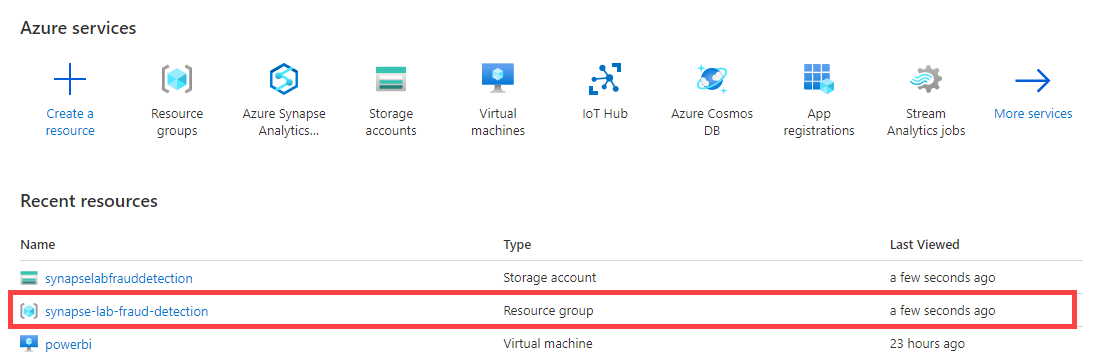 Azure services
Create a resource
Resource groups
Azure Synapse Analytics...
Storage accounts
Virtual machines
IoT Hub
Azure Cosmos DB
App registrations
Stream Analytics jobs
More services
Recent resources
Name Type Last Viewed
synapselabfrauddetection Storage account a few seconds ago
synapse-lab-fraud-detection Resource group a few seconds ago
powerbi Virtual machine 23 hours ago